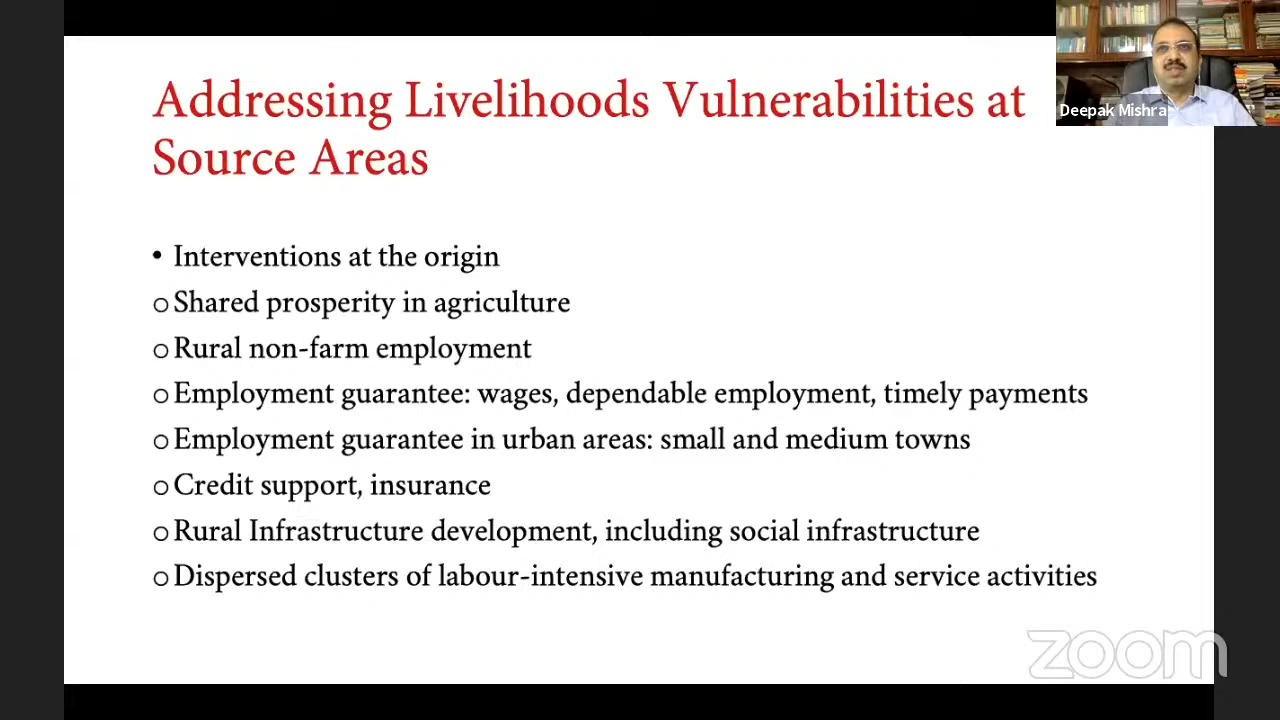 Addressing Livelihoods Vulnerabilities at
Source Areas
• Interventions at the origin
o Shared prosperity in agriculture
o Rural non-farm employment
o Employment guarantee: wages, dependable employment, timely payments
o Employment guarantee in urban areas: small and medium towns
o Credit support, insurance
o Rural Infrastructure development, including social infrastructure
o Dispersed clusters of labour-intensive manufacturing and service activities
Deepak Mishra
zoom